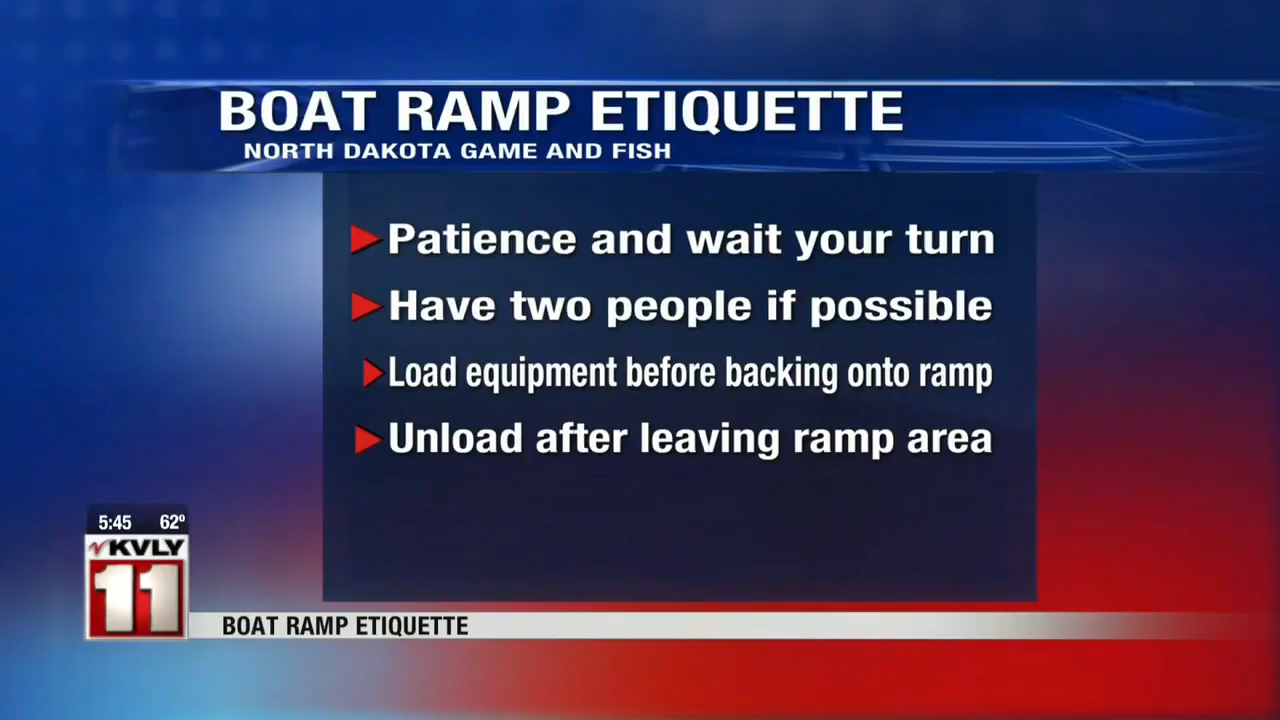 BOAT RAMP ETIQUETTE
NORTH DAKOTA GAME AND FISH
Patience and wait your turn
Have two people if possible
Load equipment before backing onto ramp
Unload after leaving ramp area
5:45 62º
KVLY
11
BOAT RAMP ETIQUETTE